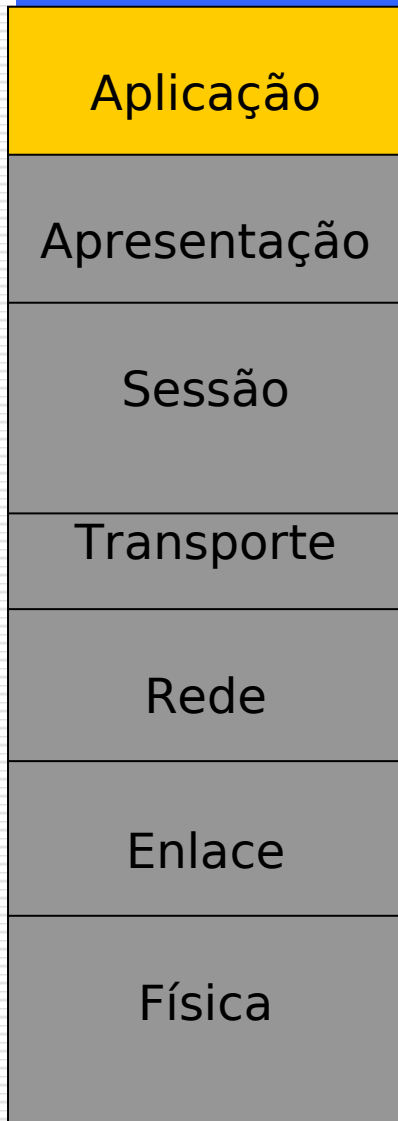 Aplicação
Apresentação
Sessão
Transporte
Rede
Enlace
Física